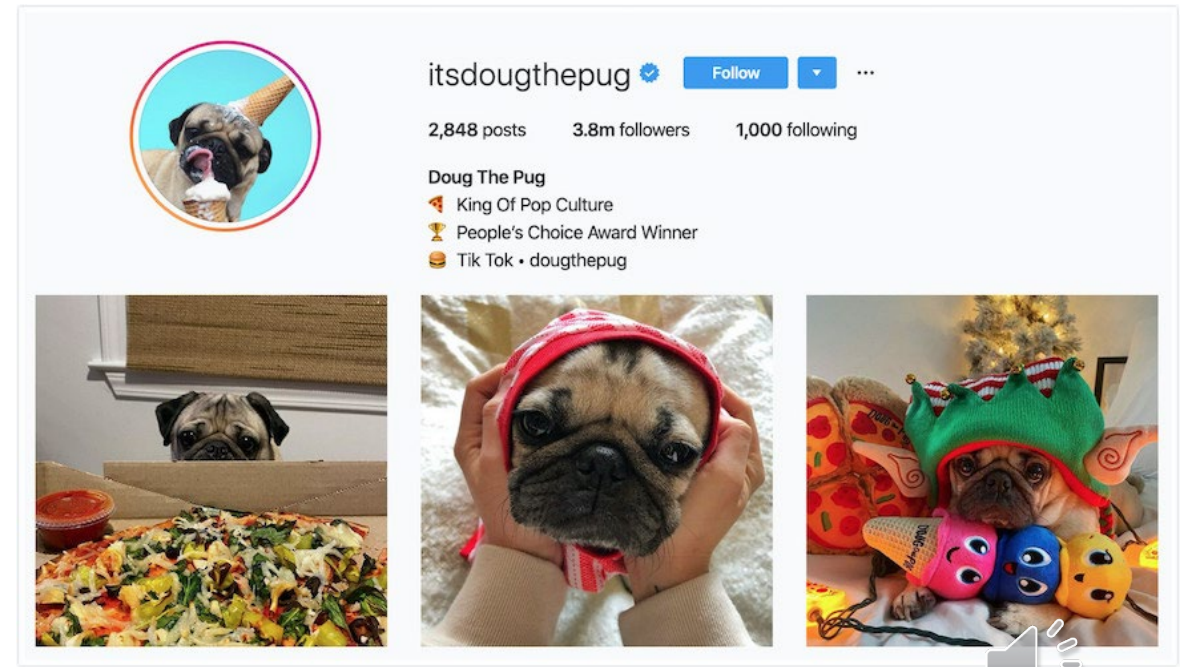 itsdougthepug
Follow
2,848 posts 3.8m followers 1,000 following
Doug The Pug
🍕 King Of Pop Culture
🏆 People's Choice Award Winner
🍔 Tik Tok • dougthepug